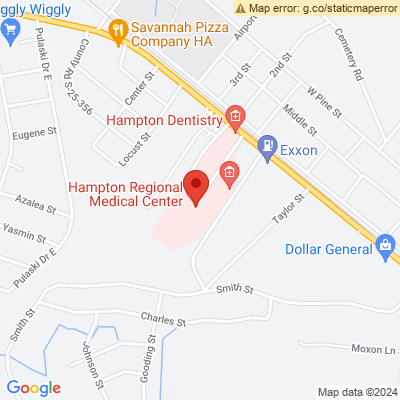 Map error: g.co/staticmaperror
ggly Wiggly
Savannah Pizza
Company HA
Airport
Cemetery Rd
Pulaski Dr E
County Rd S-25-356
Center St
3rd St
2nd St
W Pine St
Middle St
Hampton Dentistry
Eugene St
Locust St
Exxon
Hampton Regional
Medical Center
Azalea St
Yasmin St
Taylor St
Pulaski Dr E
Dollar General
Smith St
Smith St
Charles St
Johnson St
Gooding St
Moxon Ln
Google
Map data ©2024